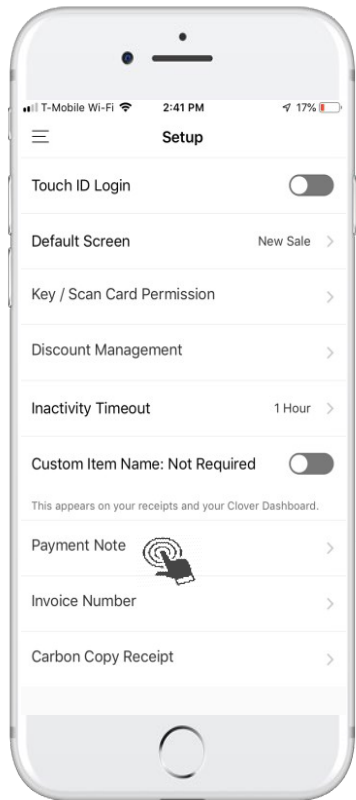 T-Mobile Wi-Fi 2:41 PM 17%
Setup
Touch ID Login
Default Screen New Sale
Key / Scan Card Permission
Discount Management
Inactivity Timeout 1 Hour
Custom Item Name: Not Required
This appears on your receipts and your Clover Dashboard.
Payment Note
Invoice Number
Carbon Copy Receipt